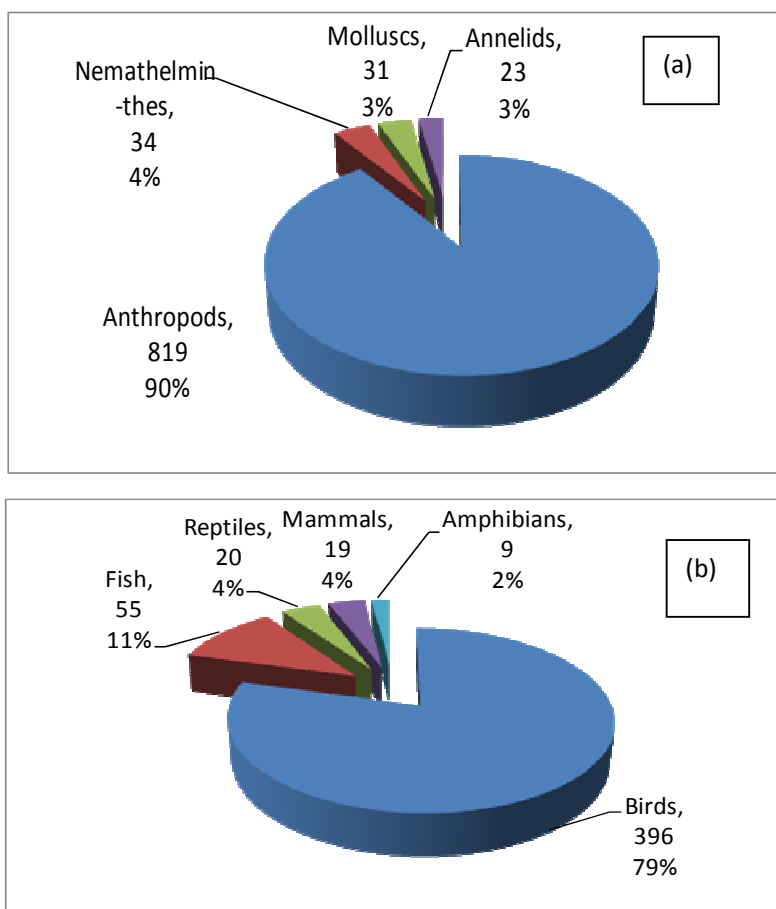 Molluscs,
31
3%
Annelids,
23
3%
(a)
Nemathelmin
-thes,
34
4%
Anthropods,
819
90%
Reptiles,
20
4%
Mammals,
19
4%
Amphibians,
9
2%
(b)
Fish,
55
11%
Birds,
396
79%